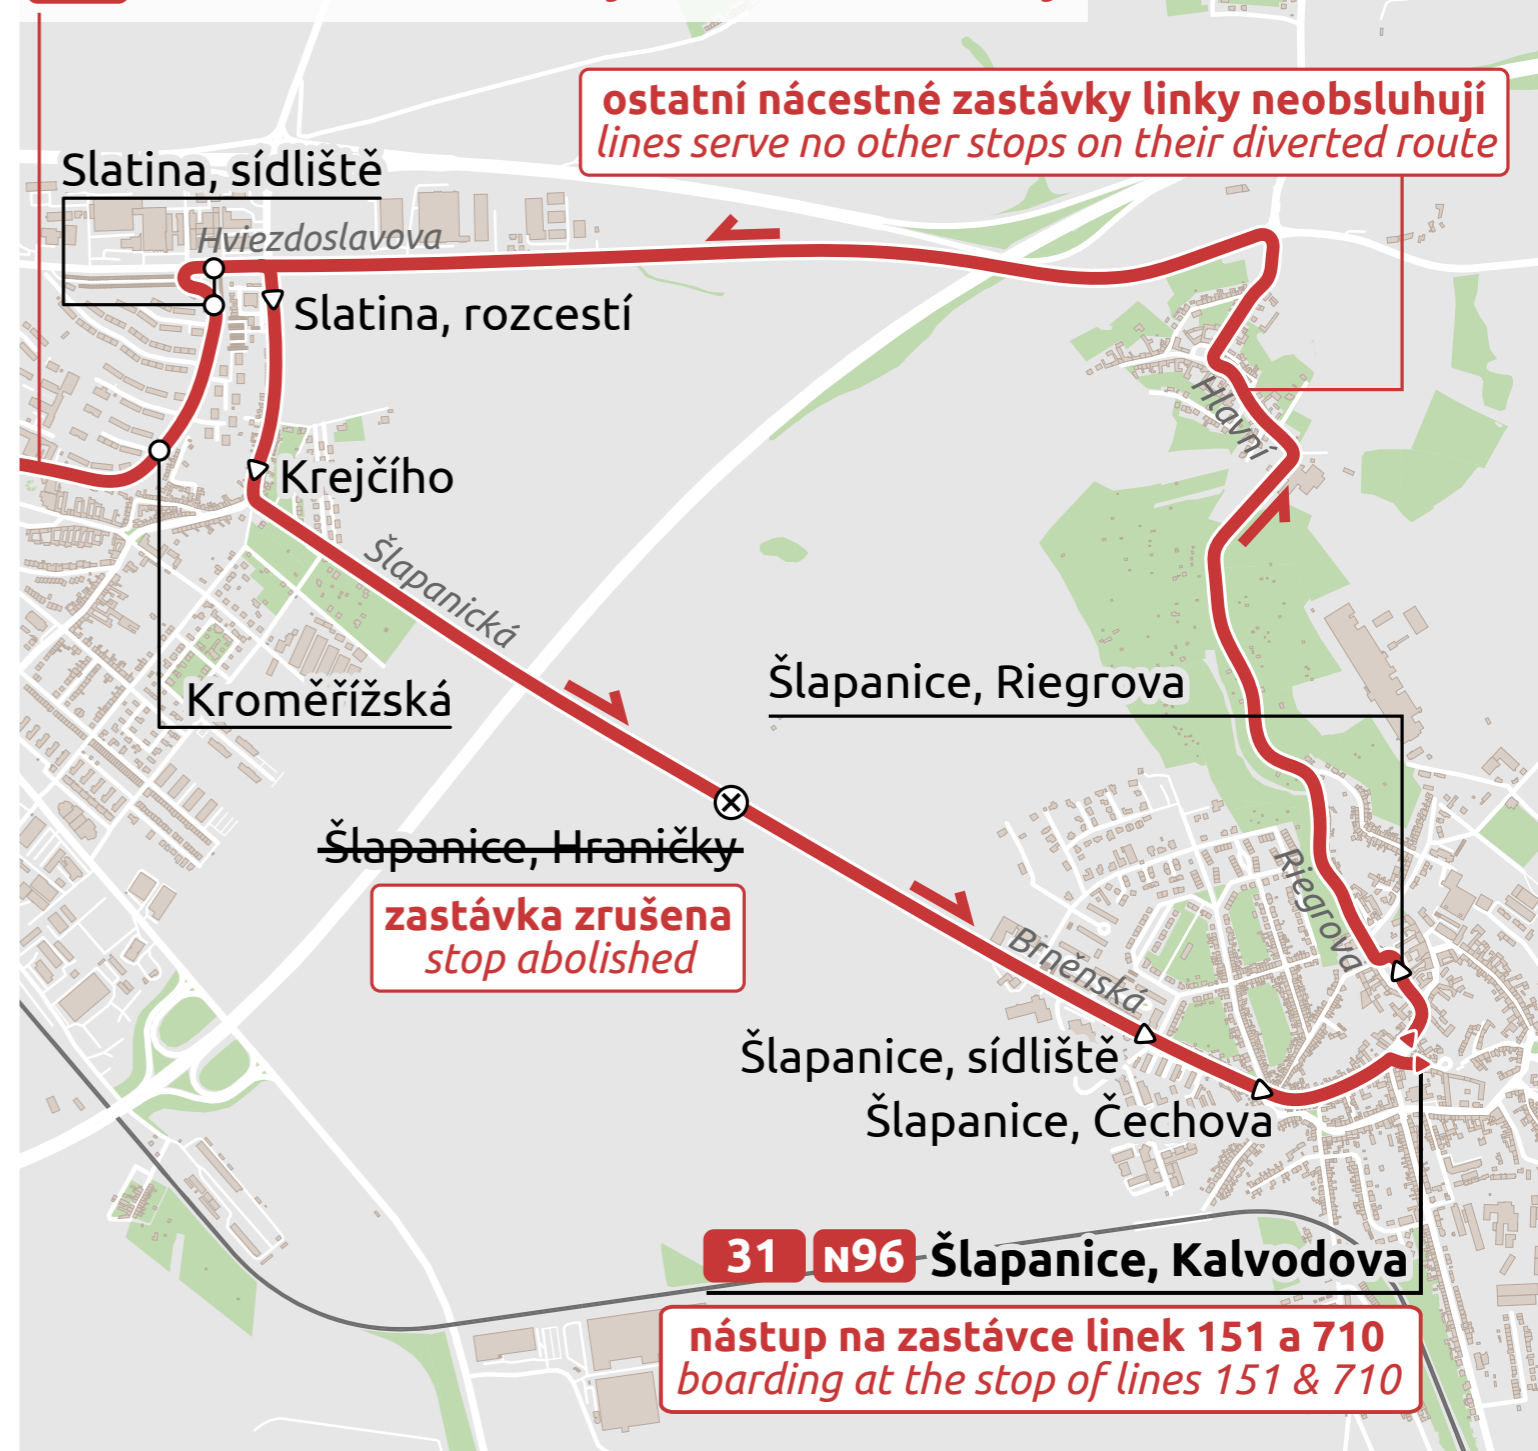 ostatní nácestné zastávky linky neobsluhují
lines serve no other stops on their diverted route
Slatina, sídliště
Hviezdoslavova
Slatina, rozcestí
Hlavní
Krejčího
Šlapanická
Kroměřížská
Šlapanice, Riegrova
Šlapanice, Hraničky
zastávka zrušena
stop abolished
Riegrova
Brněnská
Šlapanice, sídliště
Šlapanice, Čechova
31 N96 Šlapanice, Kalvodova
nástup na zastávce linek 151 a 710
boarding at the stop of lines 151 & 710